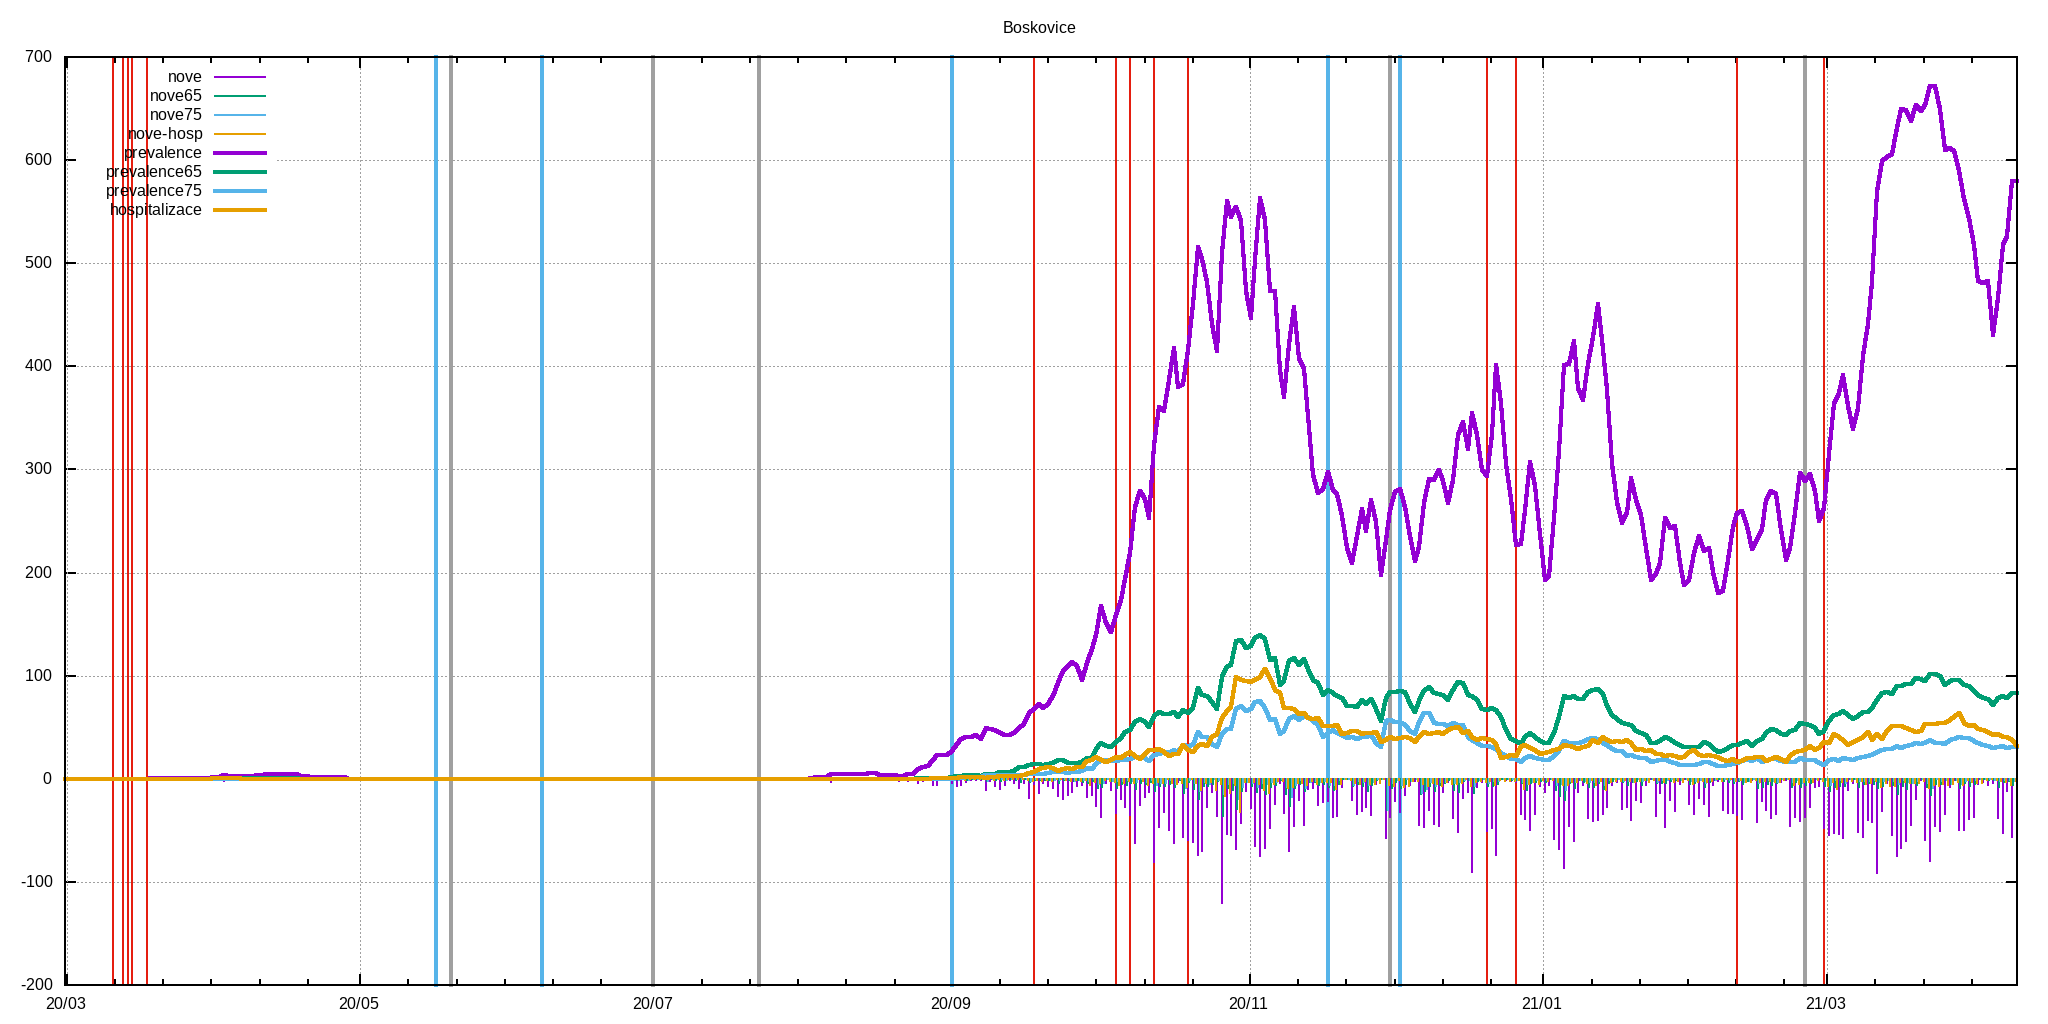 Boskovice
700
600
500
400
300
200
100
0
-100
-200
nove
nove65
nove75
nove-hosp
prevalence
prevalence65
prevalence75
hospitalizace
20/03
20/05
20/07
20/09
20/11
21/01
21/03